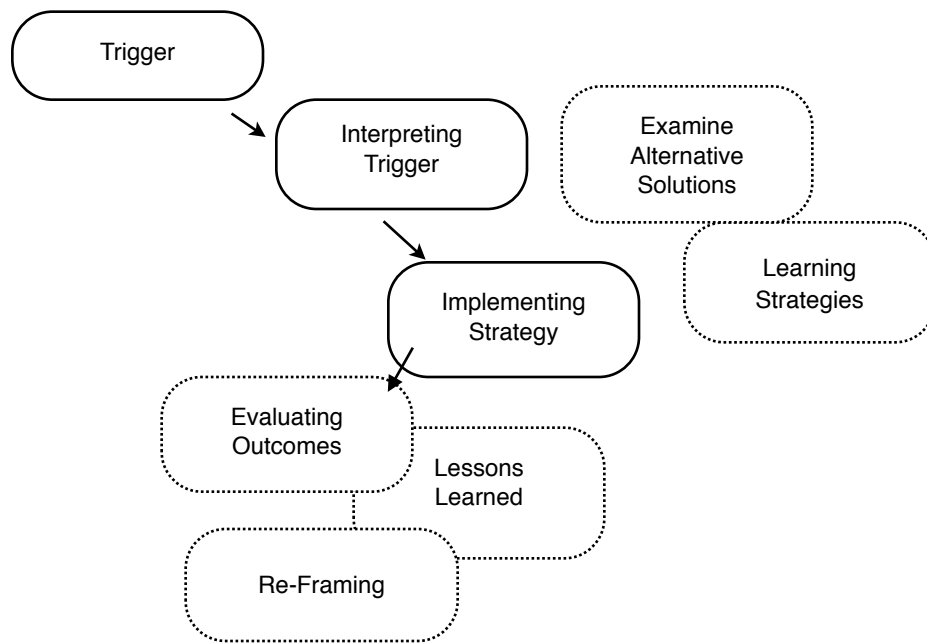 Trigger
Interpreting
Trigger
Examine
Alternative
Solutions
Learning
Strategies
Implementing
Strategy
Evaluating
Outcomes
Lessons
Learned
Re-Framing